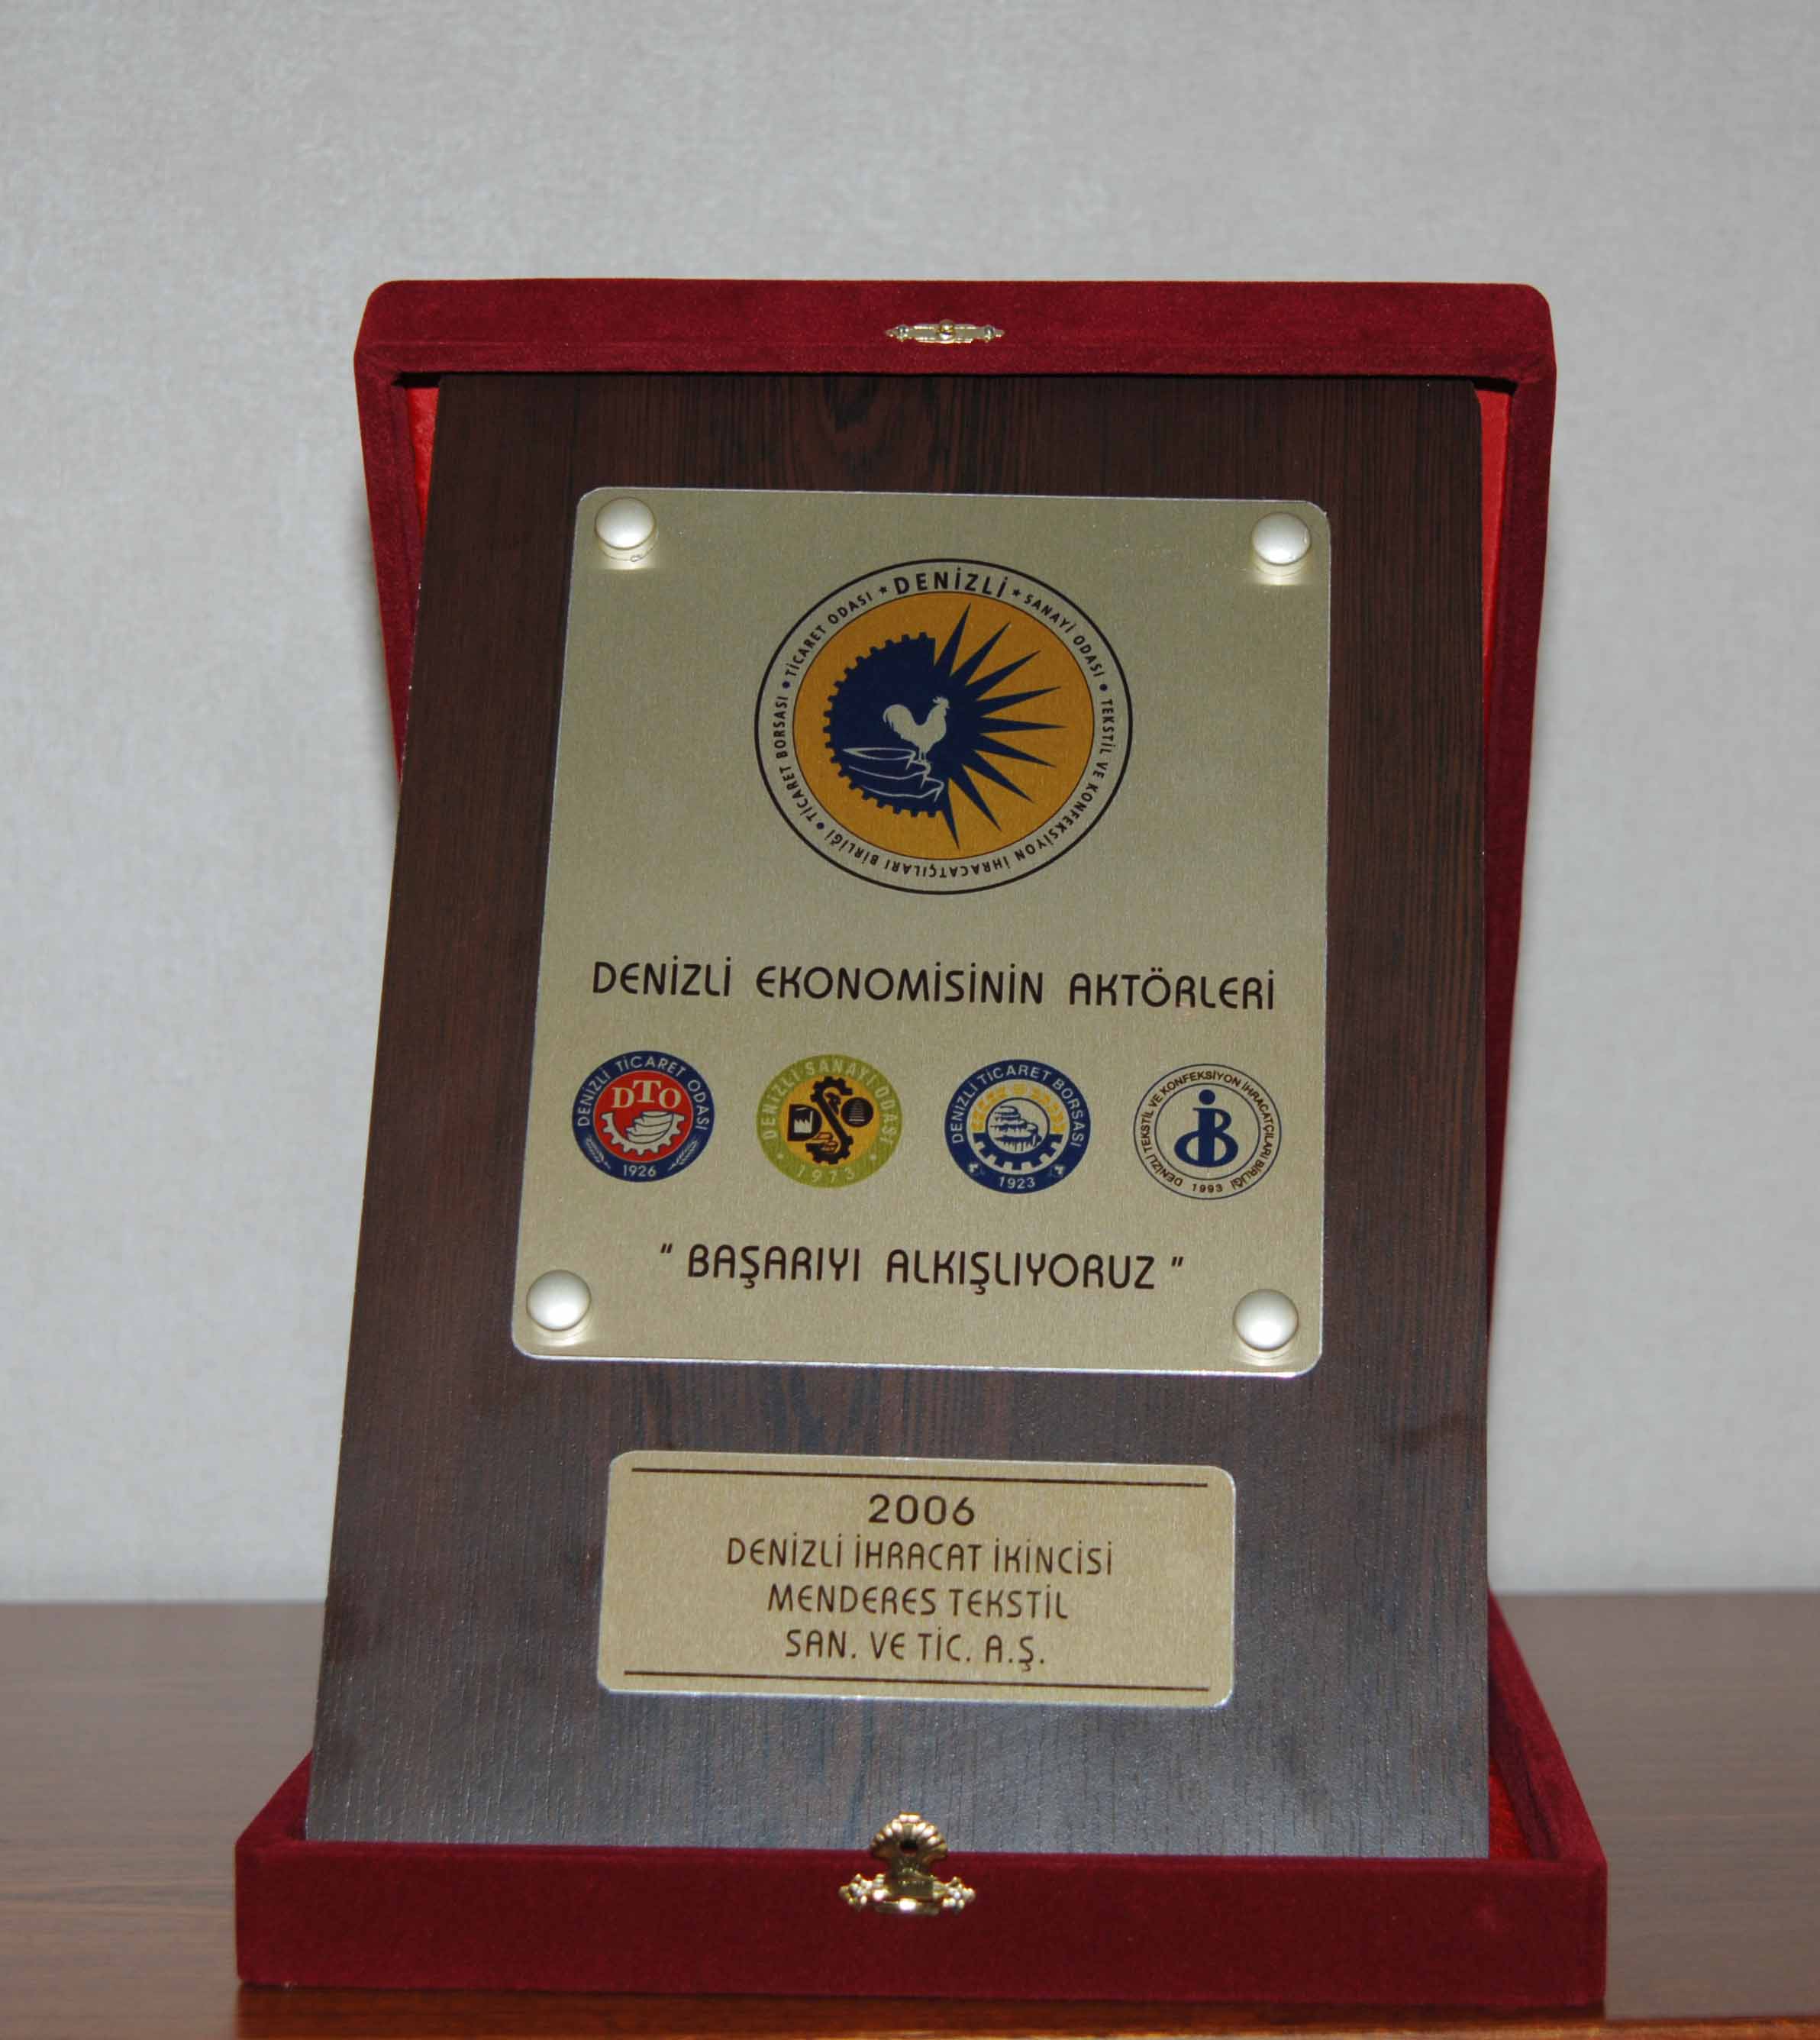 DENİZLİ * SANAYİ ODASI • TEKSTİL VE KONFEKSİYON İHRACATÇILARI BİRLİĞİ • TİCARET BORSASI • TİCARET ODASI *
DENİZLİ EKONOMİSİNİN AKTÖRLERİ
DENİZLİ TİCARET ODASI
DTO
1926
DENİZLİ SANAYİ ODASI
• 1973 •
DENİZLİ TİCARET BORSASI
1923
DENİZLİ TEKSTİL VE KONFEKSİYON İHRACATÇILARI BİRLİĞİ
1993
" BAŞARIYI ALKIŞLIYORUZ "
2006
DENİZLİ İHRACAT İKİNCİSİ
MENDERES TEKSTİL
SAN. VE TİC. A.Ş.